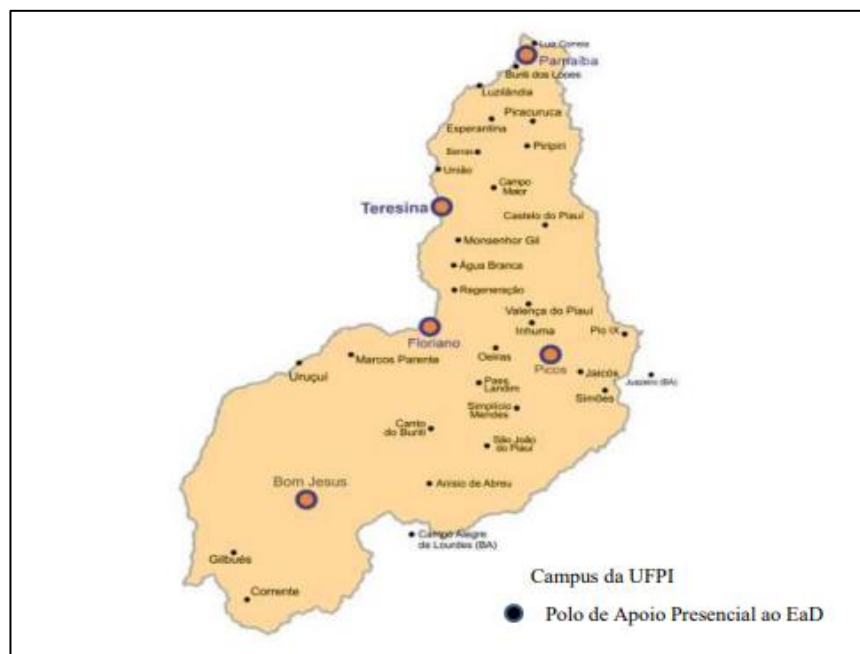 Luis Correia
Parnaíba
Buriti dos Lopes
Luzilândia
Piracuruca
Esperantina
Piripiri
Barras
União
Campo
Maior
Teresina
Castelo do Piauí
Monsenhor Gil
Água Branca
Regeneração
Valença do Piauí
Inhuma
Pio IX
Floriano
Oeiras
Picos
Marcos Parente
Uruçuí
Jaicós
Juazeiro (BA)
Paes
Landim
Simões
Simplício
Mendes
Canto
do Buriti
São João
do Piauí
Bom Jesus
Anisio de Abreu
Campo Alegre
de Lourdes (BA)
Gilbués
Corrente
Campus da UFPI
Polo de Apoio Presencial ao EaD